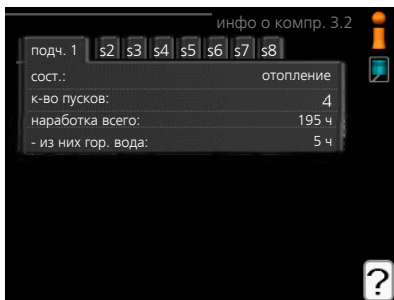 инфо о компр. 3.2
подч. 1 s2 s3 s4 s5 s6 s7 s8
сост.: отопление
к-во пусков: 4
наработка всего: 195 ч
- из них гор. вода: 5 ч
?